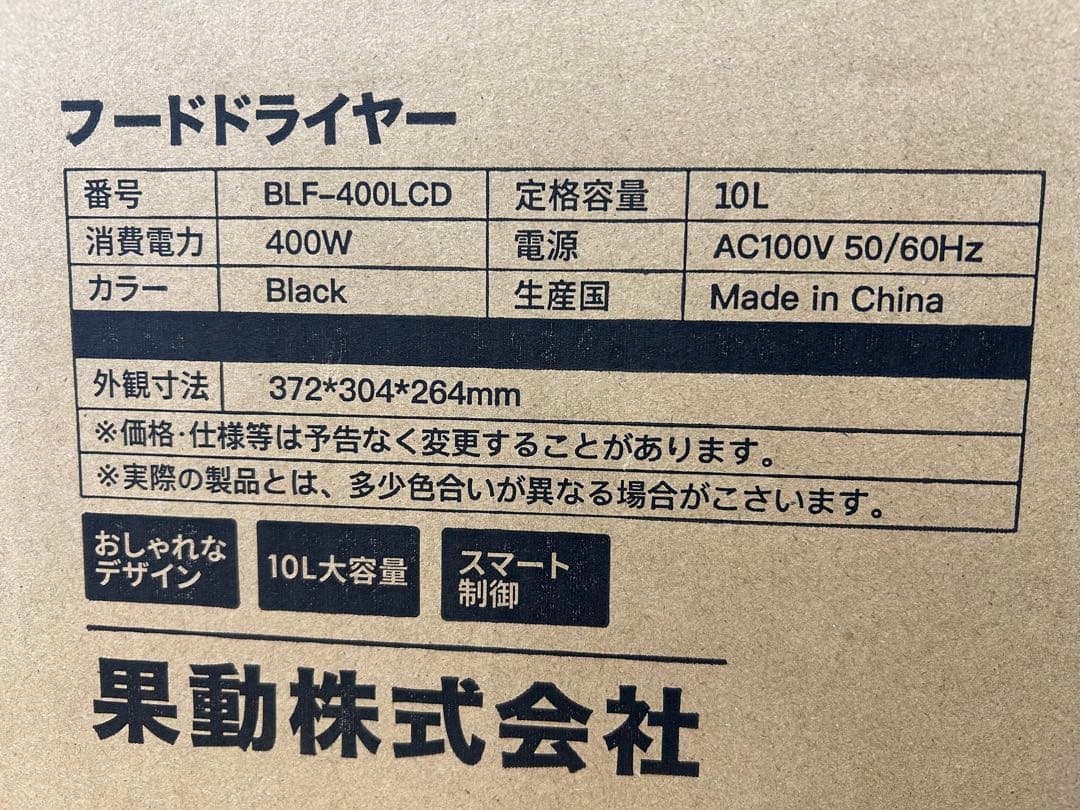 フードドライヤー
番号 BLF-400LCD 定格容量 10L
消費電力 400W 電源 AC100V 50/60Hz
カラー Black 生産国 Made in China
外観寸法 372*304*264mm
※価格·仕様等は予告なく変更することがあります。
※実際の製品とは、多少色合いが異なる場合がこさいます。
おしゃれな
デザイン
10L大容量
スマート
制御
果動株式会社